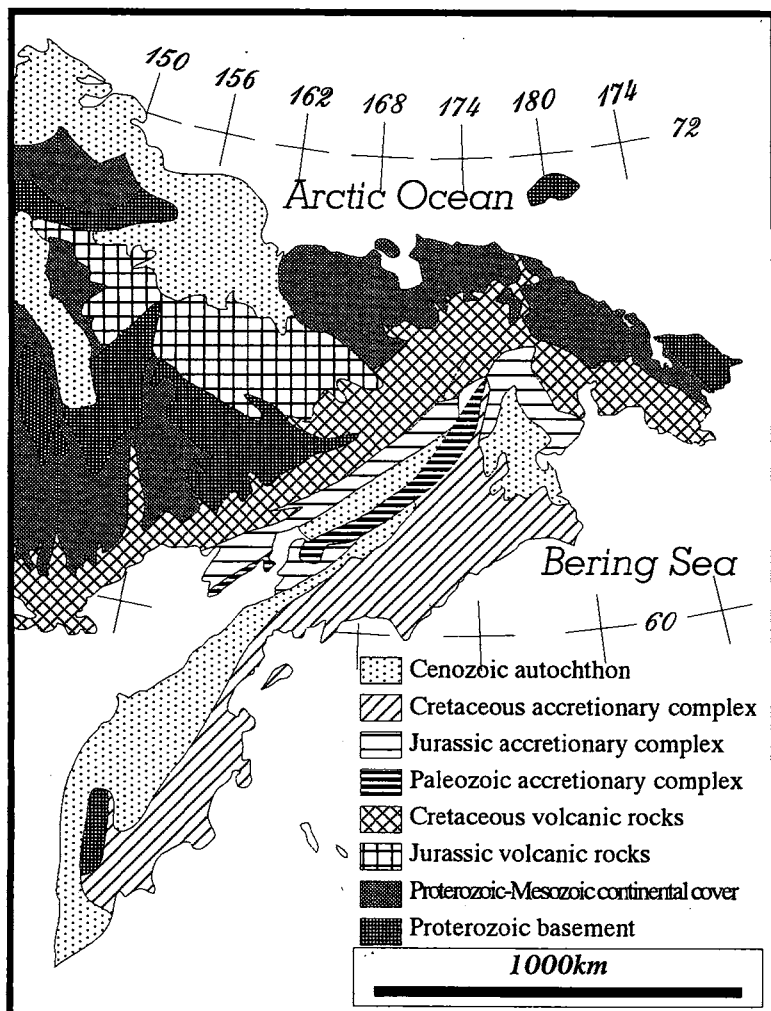 150
156
162
168
174
180
174
72
Arctic Ocean
Bering Sea
60
Cenozoic autochthon
Cretaceous accretionary complex
Jurassic accretionary complex
Paleozoic accretionary complex
Cretaceous volcanic rocks
Jurassic volcanic rocks
Proterozoic-Mesozoic continental cover
Proterozoic basement
1000km